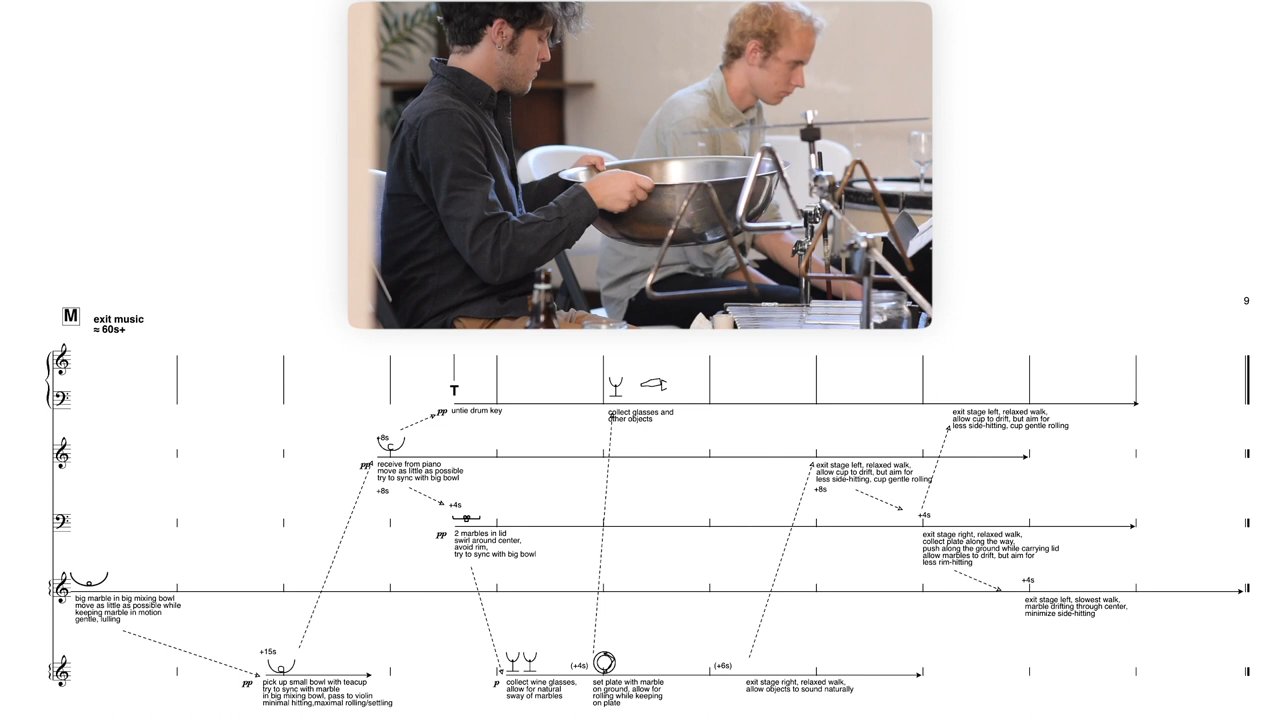 9
M
exit music
≈ 60s+
T
pp untie drum key
collect glasses and
other objects
exit stage left, relaxed walk,
allow cup to drift, but aim for
less side-hitting, cup gentle rolling
+8s
C
pp receive from piano
move as little as possible
try to sync with big bowl
exit stage left, relaxed walk,
allow cup to drift, but aim for
less side-hitting, cup gentle rolling
+8s
+8s
+4s
+4s
pp 2 marbles in lid
swirl around center,
avoid rim,
try to sync with big bowl
exit stage right, relaxed walk,
collect plate along the way,
push along the ground while carrying lid
allow marbles to drift, but aim for
less rim-hitting
+4s
big marble in big mixing bowl
move as little as possible while
keeping marble in motion
gentle, lulling
exit stage left, slowest walk,
marble drifting through center,
minimize side-hitting
+15s
(+4s)
(+6s)
pp pick up small bowl with teacup
try to sync with marble
in big mixing bowl, pass to violin
minimal hitting,maximal rolling/settling
p collect wine glasses,
allow for natural
sway of marbles
set plate with marble
on ground, allow for
rolling while keeping
on plate
exit stage right, relaxed walk,
allow objects to sound naturally